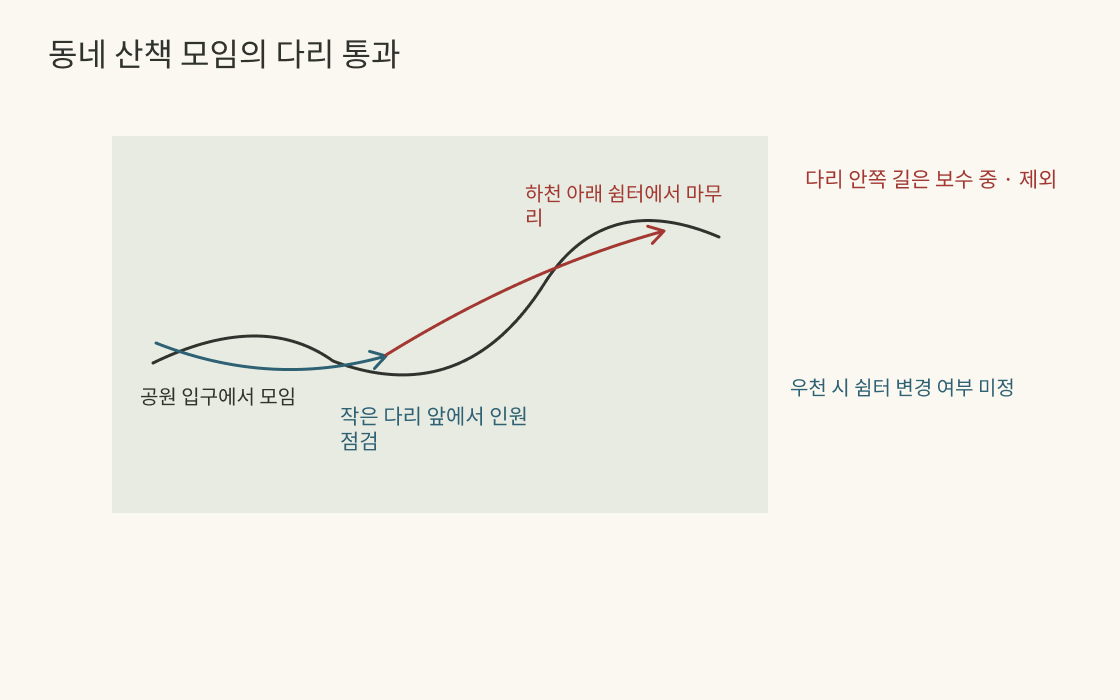 동네 산책 모임의 다리 통과
다리 안쪽 길은 보수 중 · 제외
하천 아래 쉼터에서 마무
리
공원 입구에서 모임
작은 다리 앞에서 인원
점검
우천 시 쉼터 변경 여부 미정